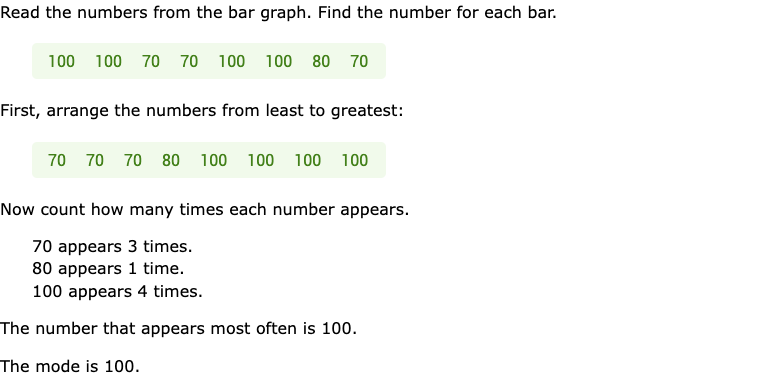 Read the numbers from the bar graph. Find the number for each bar.
100 100 70 70 100 100 80 70
First, arrange the numbers from least to greatest:
70 70 70 80 100 100 100 100
Now count how many times each number appears.
70 appears 3 times.
80 appears 1 time.
100 appears 4 times.
The number that appears most often is 100.
The mode is 100.